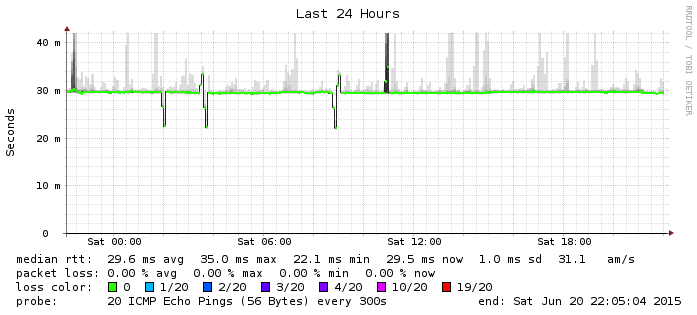 Last 24 Hours
RRDTOOL / TOBI OETIKER
Seconds
40 m
30 m
20 m
10 m
0
Sat 00:00 Sat 06:00 Sat 12:00 Sat 18:00
median rtt: 29.6 ms avg 35.0 ms max 22.1 ms min 29.5 ms now 1.0 ms sd 31.1 am/s
packet loss: 0.00 % avg 0.00 % max 0.00 % min 0.00 % now
loss color: 0 1/20 2/20 3/20 4/20 10/20 19/20
probe: 20 ICMP Echo Pings (56 Bytes) every 300s end: Sat Jun 20 22:05:04 2015